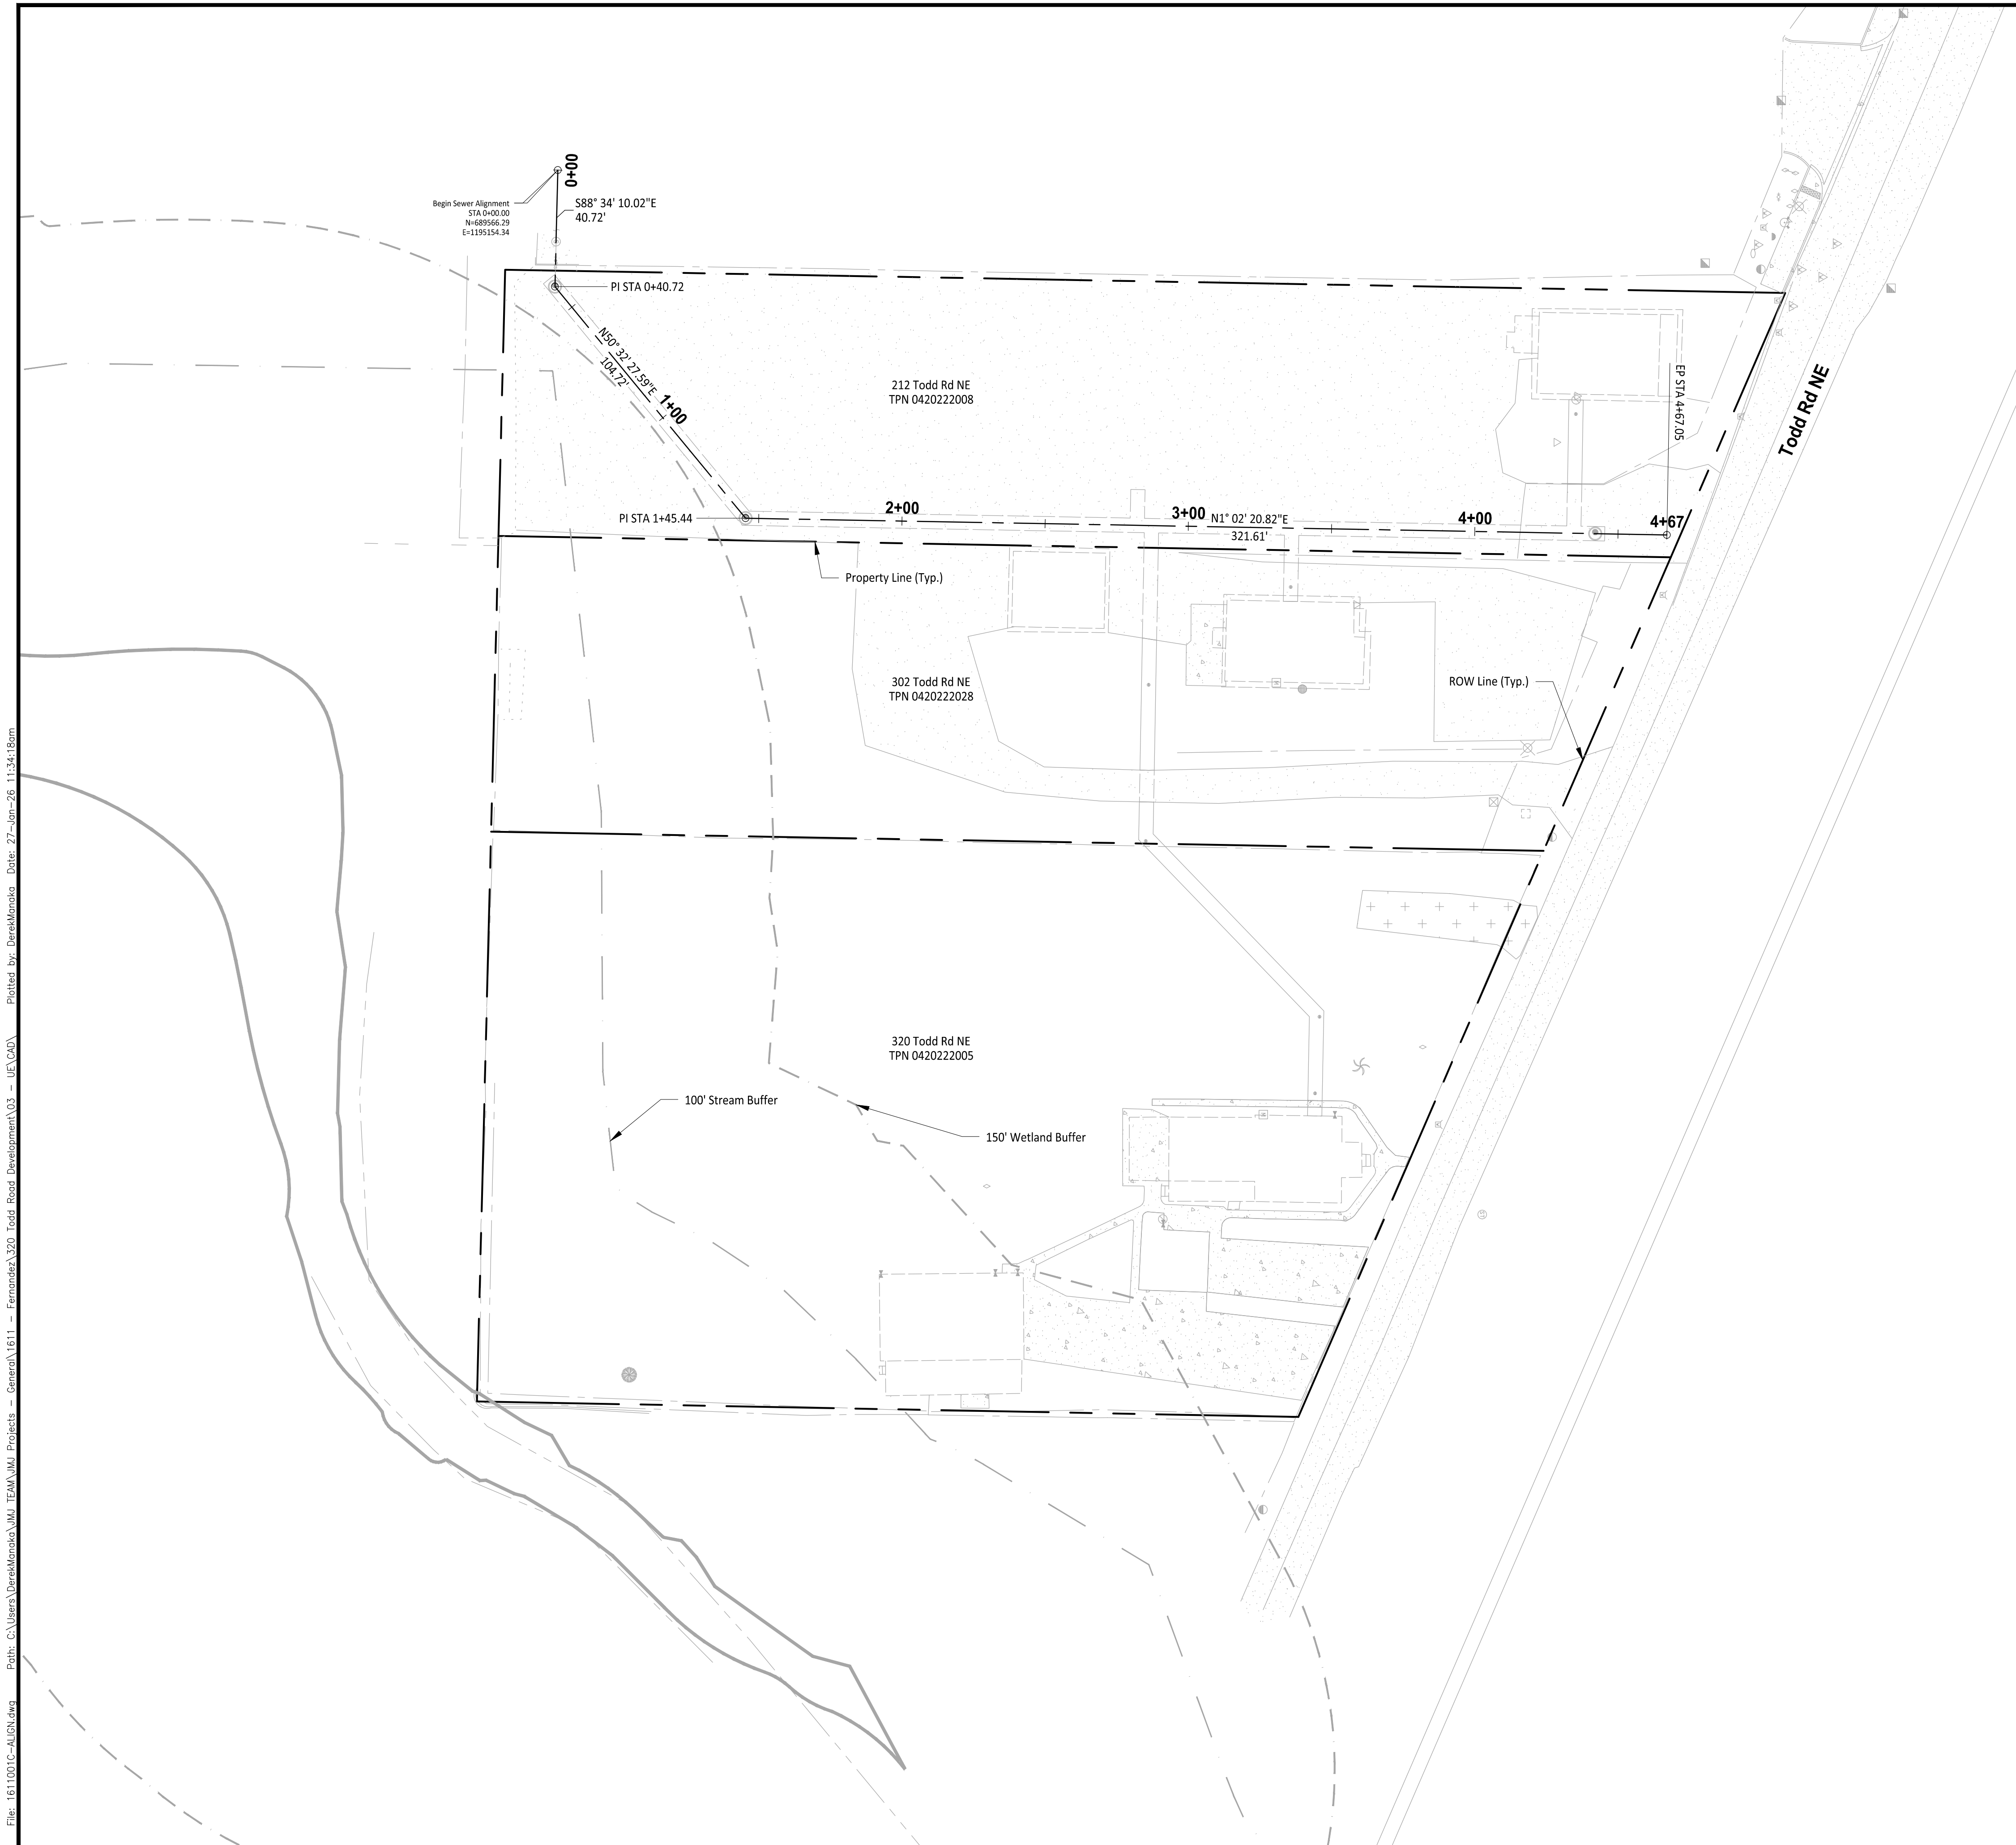 0+00
Begin Sewer Alignment
STA 0+00.00
N=689566.29
E=1195154.34
S88° 34' 10.02"E
40.72'
PI STA 0+40.72
N50° 32' 27.59"E
104.72'
1+00
212 Todd Rd NE
TPN 0420222008
EP STA 4+67.05
Todd Rd NE
PI STA 1+45.44
2+00
3+00
N1° 02' 20.82"E
321.61'
4+00
4+67
Property Line (Typ.)
302 Todd Rd NE
TPN 0420222028
ROW Line (Typ.)
320 Todd Rd NE
TPN 0420222005
100' Stream Buffer
150' Wetland Buffer
File: 1611001C-ALIGN.dwg Path: C:\Users\DerekManaka\JMJ TEAM\JMJ Projects - General\1611 - Fernandez\320 Todd Road Development\03 - UE\CAD\ Plotted by: DerekManaka Date: 27-Jan-26 11:34:18am